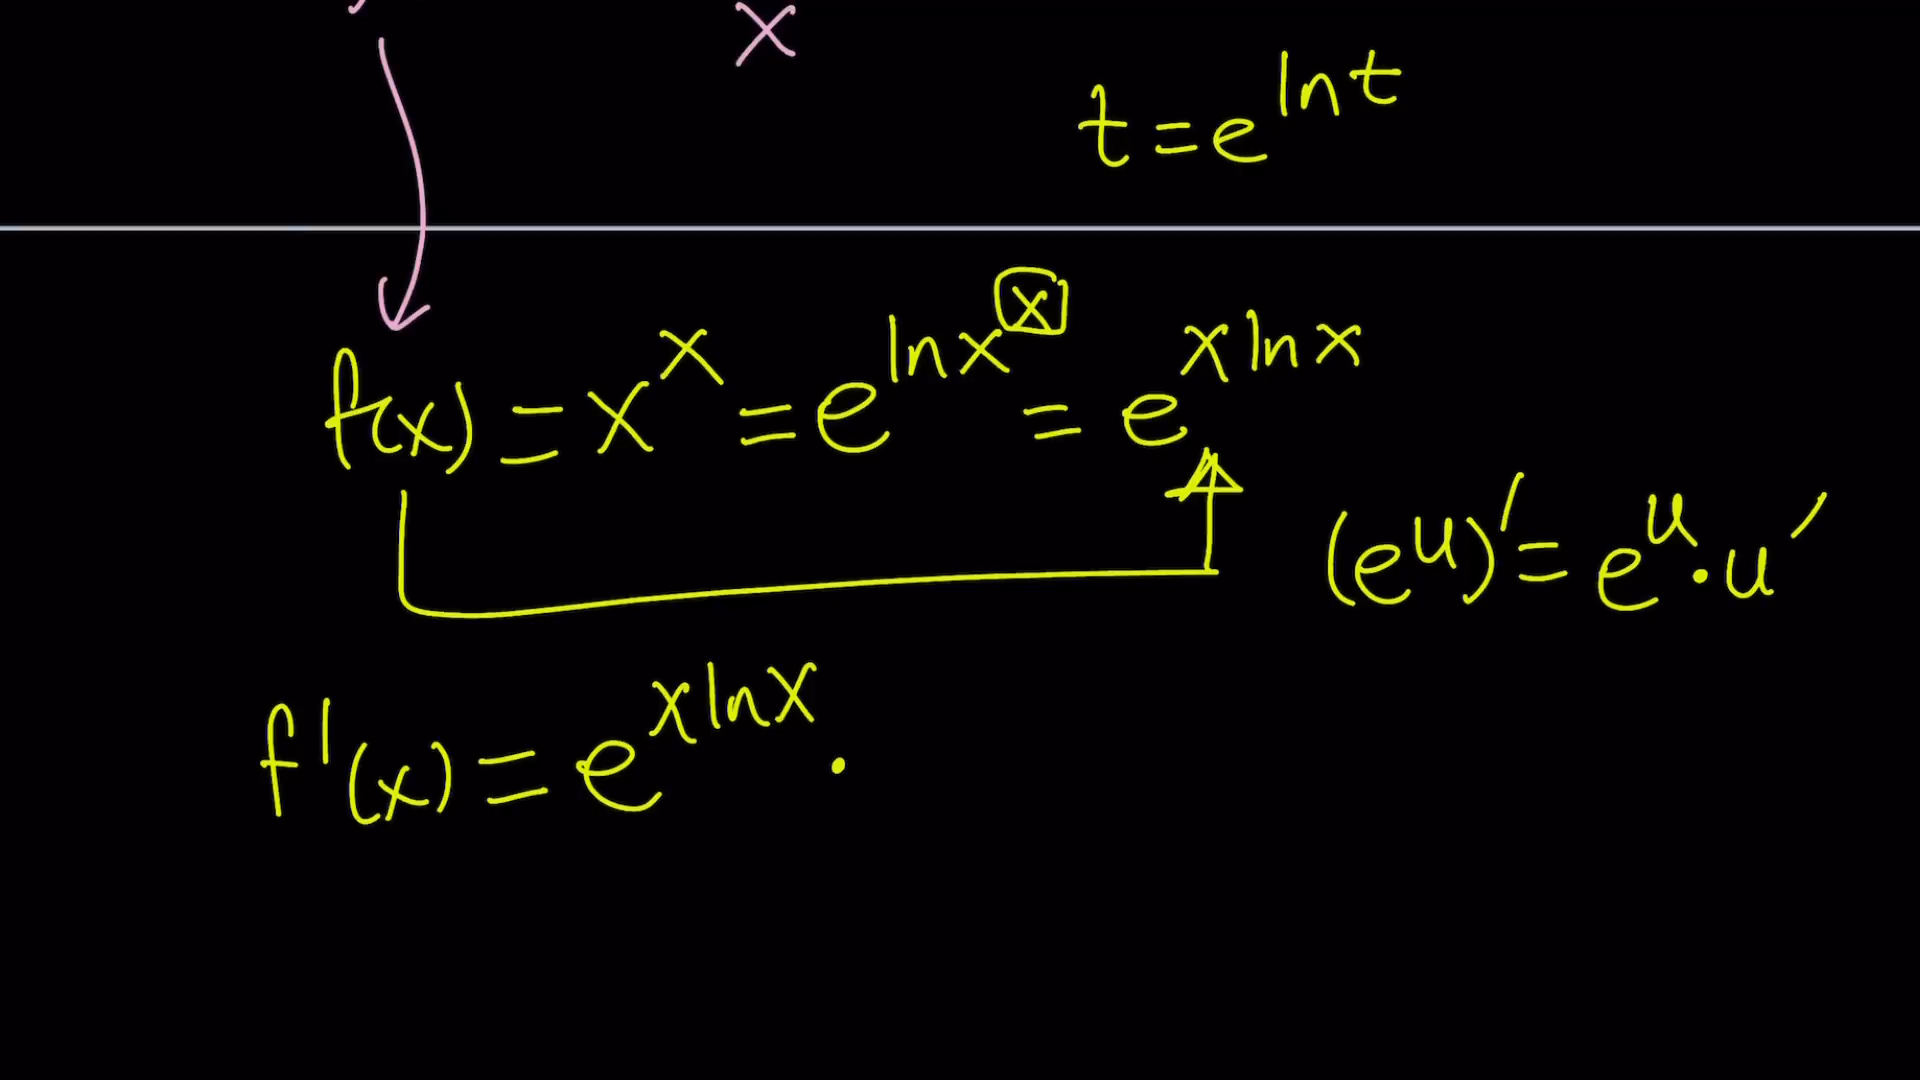 x
t = e^{ln t}
f(x) = x^x = e^{ln x^x} = e^{x ln x}
(e^u)' = e^u · u'
f'(x) = e^{x ln x} ·